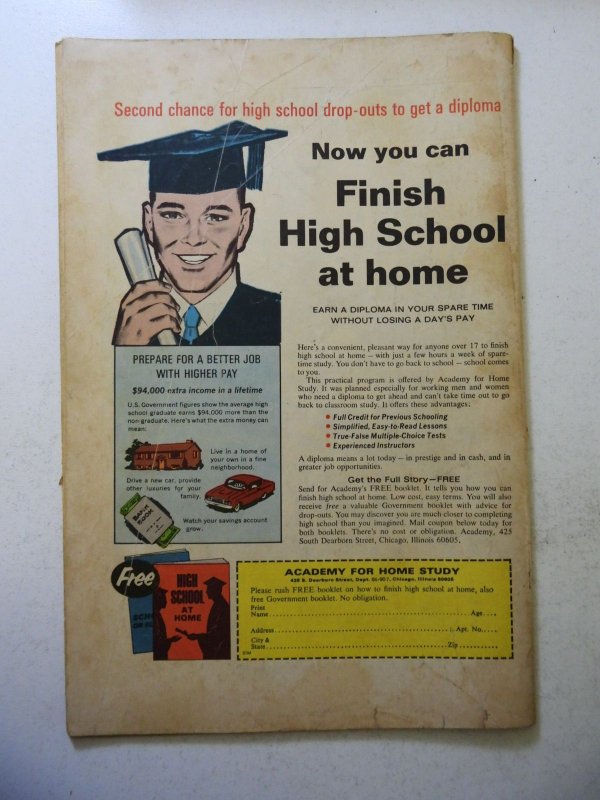 Second chance for high school drop-outs to get a diploma
Now you can
Finish
High School
at home
EARN A DIPLOMA IN YOUR SPARE TIME
WITHOUT LOSING A DAY'S PAY
PREPARE FOR A BETTER JOB
WITH HIGHER PAY
$94,000 extra income in a lifetime
U.S. Government figures show the average high
school graduate earns $94,000 more than the
non graduate. Here's what the extra money can
mean:
Live in a home of
your own in a fine
neighborhood.
Drive a new car, provide
other luxuries for your
family.
BANK
BOOK
Watch your savings account
grow.
Here's a convenient, pleasant way for anyone over 17 to finish
high school at home — with just a few hours a week of spare-
time study. You don't have to go back to school — school comes
to you.
This practical program is offered by Academy for Home
Study. It was planned especially for working men and women
who need a diploma to get ahead and can't take time out to go
back to classroom study. It offers these advantages:
• Full Credit for Previous Schooling
• Simplified, Easy-to-Read Lessons
• True-False Multiple-Choice Tests
• Experienced Instructors
A diploma means a lot today — in prestige and in cash, and in
greater job opportunities.
Get the Full Story—FREE
Send for Academy's FREE booklet. It tells you how you can
finish high school at home. Low cost, easy terms. You will also
receive free a valuable Government booklet with advice for
drop-outs. You may discover you are much closer to completing
high school than you imagined. Mail coupon below today for
both booklets. There's no cost or obligation. Academy, 425
South Dearborn Street, Chicago, Illinois 60605.
Free
HIGH
SCHOOL
AT
HOME
ACADEMY FOR HOME STUDY
Dearborn Street, Dept. Chicago, Illinois 60605
Please rush FREE booklet on how to finish high school at home, also
free Government booklet. No obligation.
Print
Name Age
Address Apt. No.
City &
State Zip